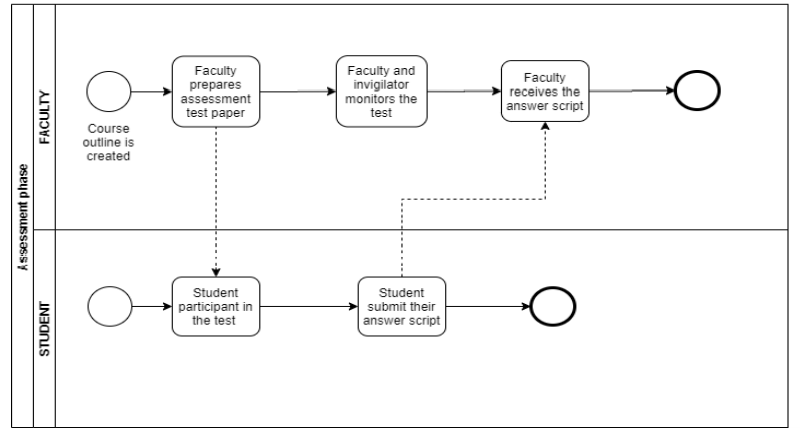 Assessment phase
FACULTY
Course
outline is
created
Faculty
prepares
assessment
test paper
Faculty and
invigilator
monitors the
test
Faculty
receives the
answer script
STUDENT
Student
participant in
the test
Student
submit their
answer script